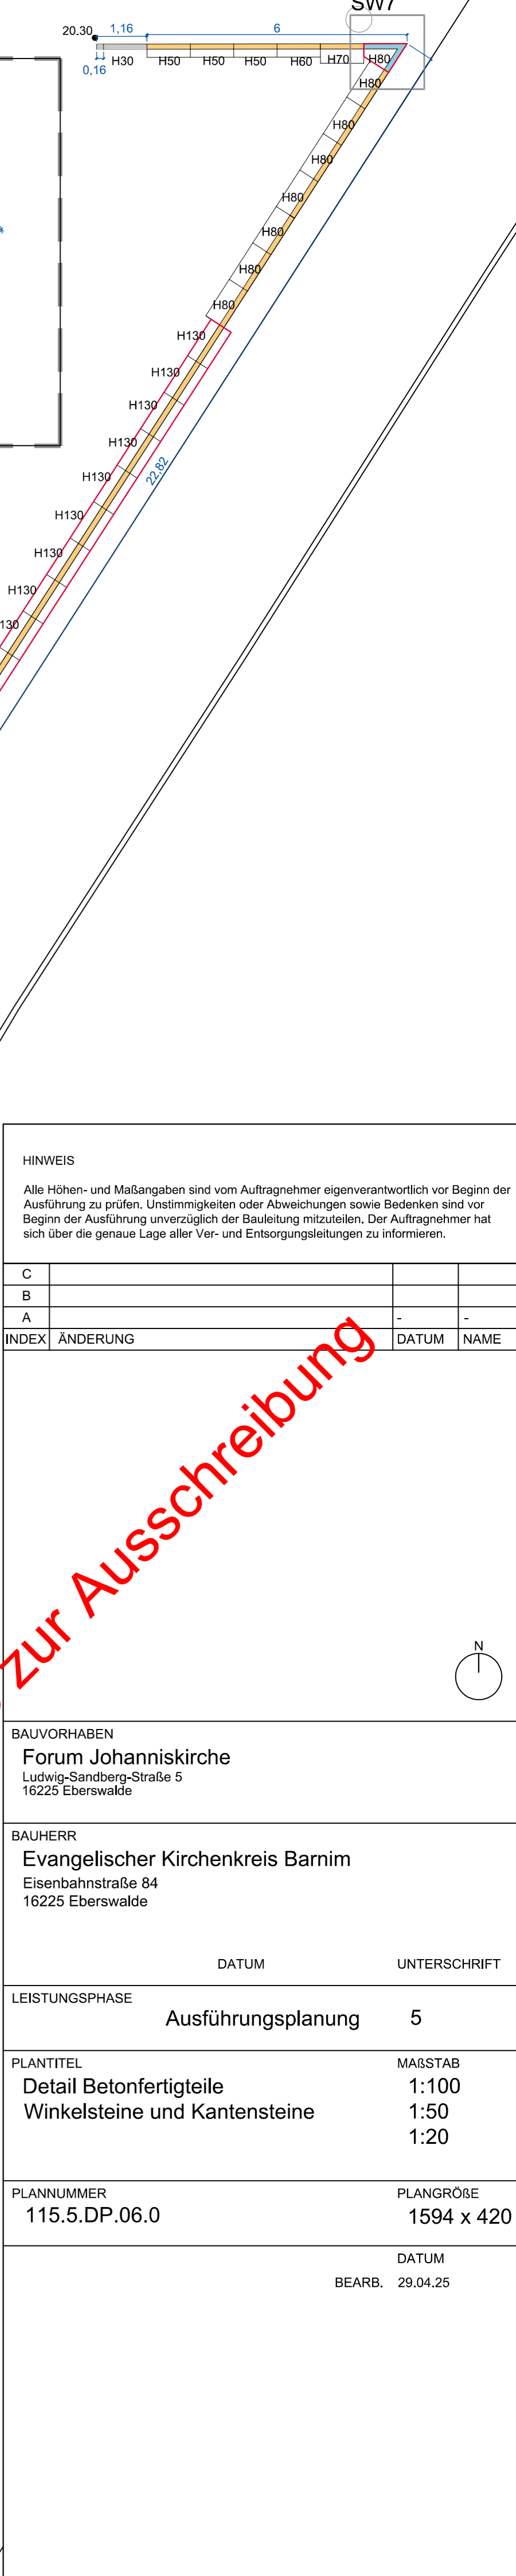 SW7
20.30
1,16
6
0,16
H30
H50
H50
H50
H60
H70
H80
H80
H80
H80
H80
H80
H80
H80
H130
H130
H130
H130
22,82
H130
H130
H130
H130
130
HINWEIS
Alle Höhen- und Maßangaben sind vom Auftragnehmer eigenverantwortlich vor Beginn der
Ausführung zu prüfen. Unstimmigkeiten oder Abweichungen sowie Bedenken sind vor
Beginn der Ausführung unverzüglich der Bauleitung mitzuteilen. Der Auftragnehmer hat
sich über die genaue Lage aller Ver- und Entsorgungsleitungen zu informieren.
C
B
A - -
INDEX ÄNDERUNG DATUM NAME
zur Ausschreibung
N
BAUVORHABEN
Forum Johanniskirche
Ludwig-Sandberg-Straße 5
16225 Eberswalde
BAUHERR
Evangelischer Kirchenkreis Barnim
Eisenbahnstraße 84
16225 Eberswalde
DATUM UNTERSCHRIFT
LEISTUNGSPHASE
Ausführungsplanung 5
PLANTITEL MAßSTAB
Detail Betonfertigteile 1:100
Winkelsteine und Kantensteine 1:50
1:20
PLANNUMMER PLANGRÖßE
115.5.DP.06.0 1594 x 420
DATUM
BEARB. 29.04.25